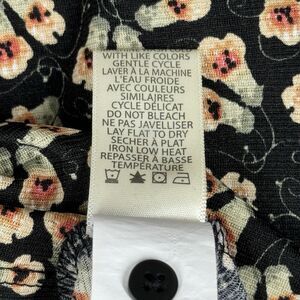 WITH LIKE COLORS
GENTLE CYCLE
LAVER À LA MACHINE
L'EAU FROIDE
AVEC COULEURS
SIMILAJRES
CYCLE DÉLICAT
DO NOT BLEACH
NE PAS JAVELLISER
LAY FLAT TO DRY
SÉCHER À PLAT
IRON LOW HEAT
REPASSER À BASSE
TEMPÉRATURE